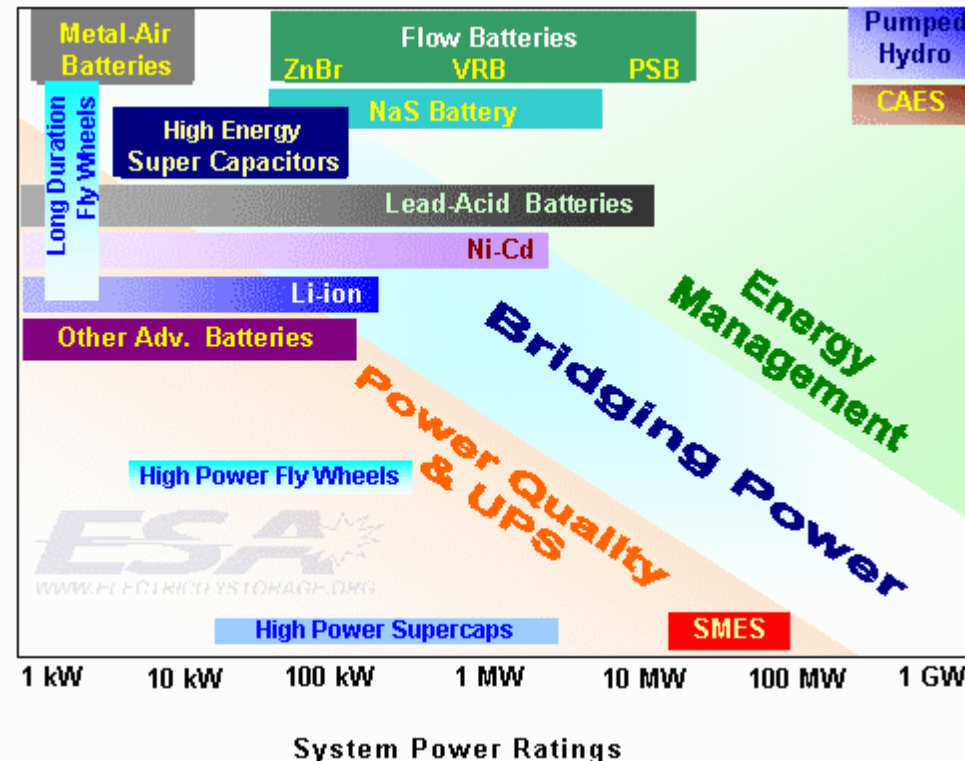 Metal-Air
Batteries
Flow Batteries
ZnBr VRB PSB
Pumped
Hydro
CAES
NaS Battery
High Energy
Super Capacitors
Long Duration
Fly Wheels
Lead-Acid Batteries
Ni-Cd
Li-ion
Other Adv. Batteries
Energy
Management
Bridging Power
Power Quality
& UPS
High Power Fly Wheels
ESA
WWW.ELECTRICITYSTORAGE.ORG
High Power Supercaps
SMES
1 kW 10 kW 100 kW 1 MW 10 MW 100 MW 1 GW
System Power Ratings